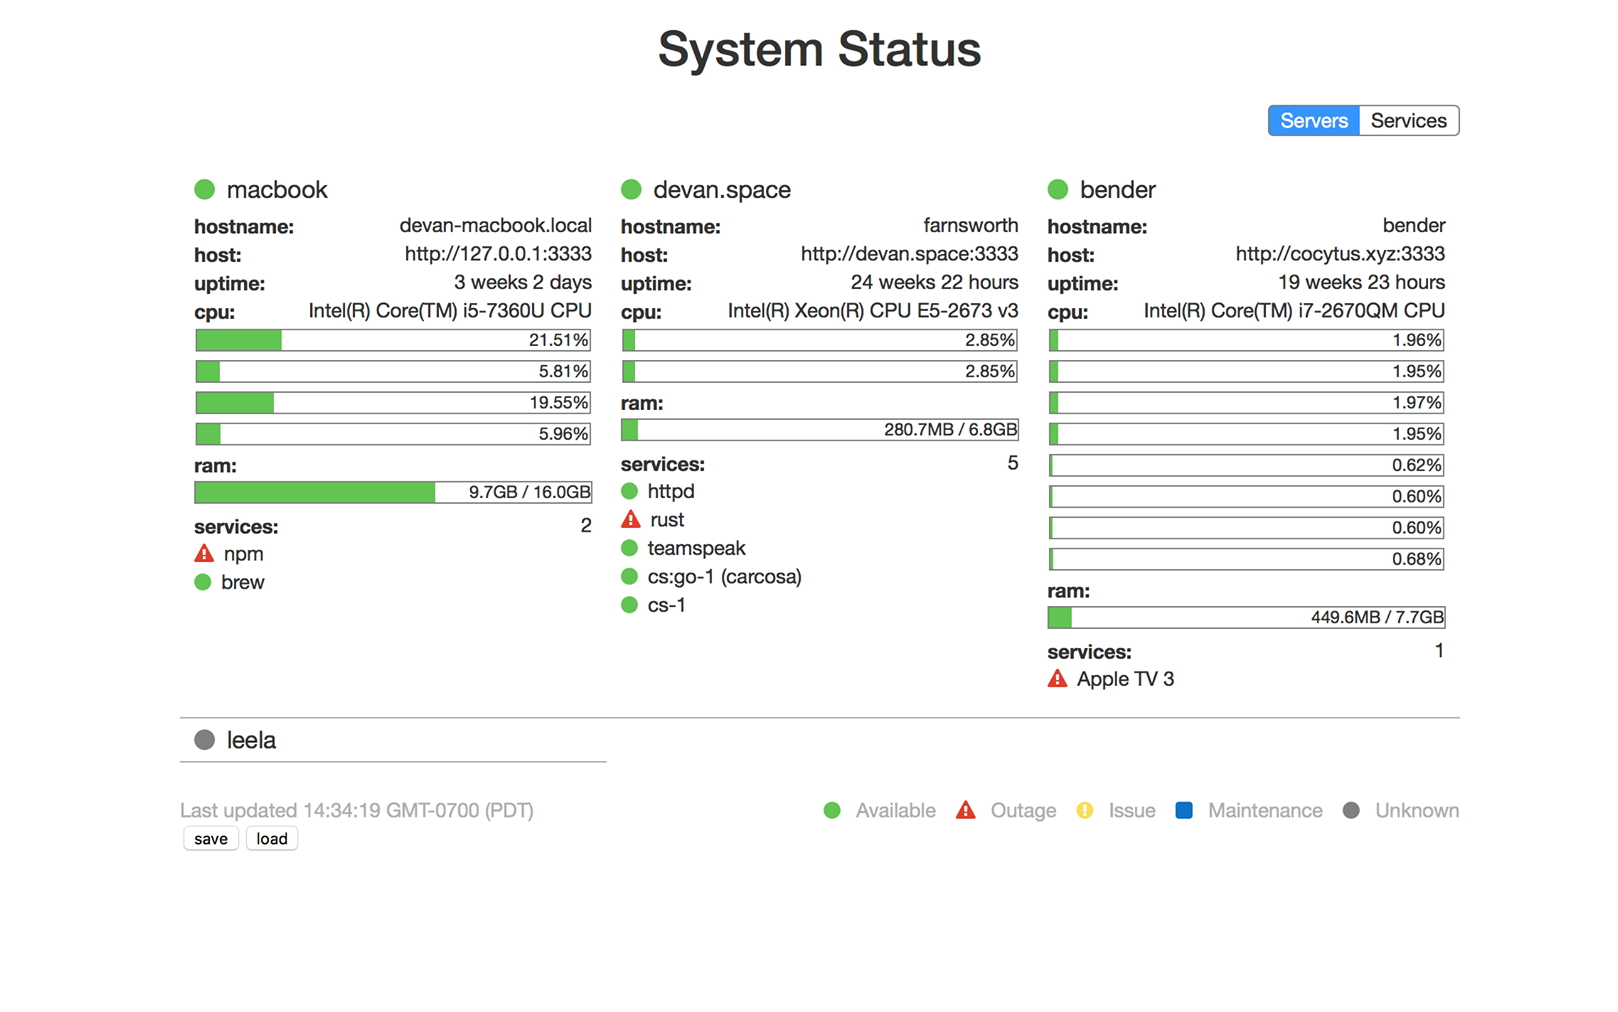 System Status
Servers Services
macbook
hostname: devan-macbook.local
host: http://127.0.0.1:3333
uptime: 3 weeks 2 days
cpu: Intel(R) Core(TM) i5-7360U CPU
21.51%
5.81%
19.55%
5.96%
ram:
9.7GB / 16.0GB
services: 2
npm
brew
devan.space
hostname: farnsworth
host: http://devan.space:3333
uptime: 24 weeks 22 hours
cpu: Intel(R) Xeon(R) CPU E5-2673 v3
2.85%
2.85%
ram:
280.7MB / 6.8GB
services: 5
httpd
rust
teamspeak
cs:go-1 (carcosa)
cs-1
bender
hostname: bender
host: http://cocytus.xyz:3333
uptime: 19 weeks 23 hours
cpu: Intel(R) Core(TM) i7-2670QM CPU
1.96%
1.95%
1.97%
1.95%
0.62%
0.60%
0.60%
0.68%
ram:
449.6MB / 7.7GB
services: 1
Apple TV 3
leela
Last updated 14:34:19 GMT-0700 (PDT)
save load
Available Outage Issue Maintenance Unknown